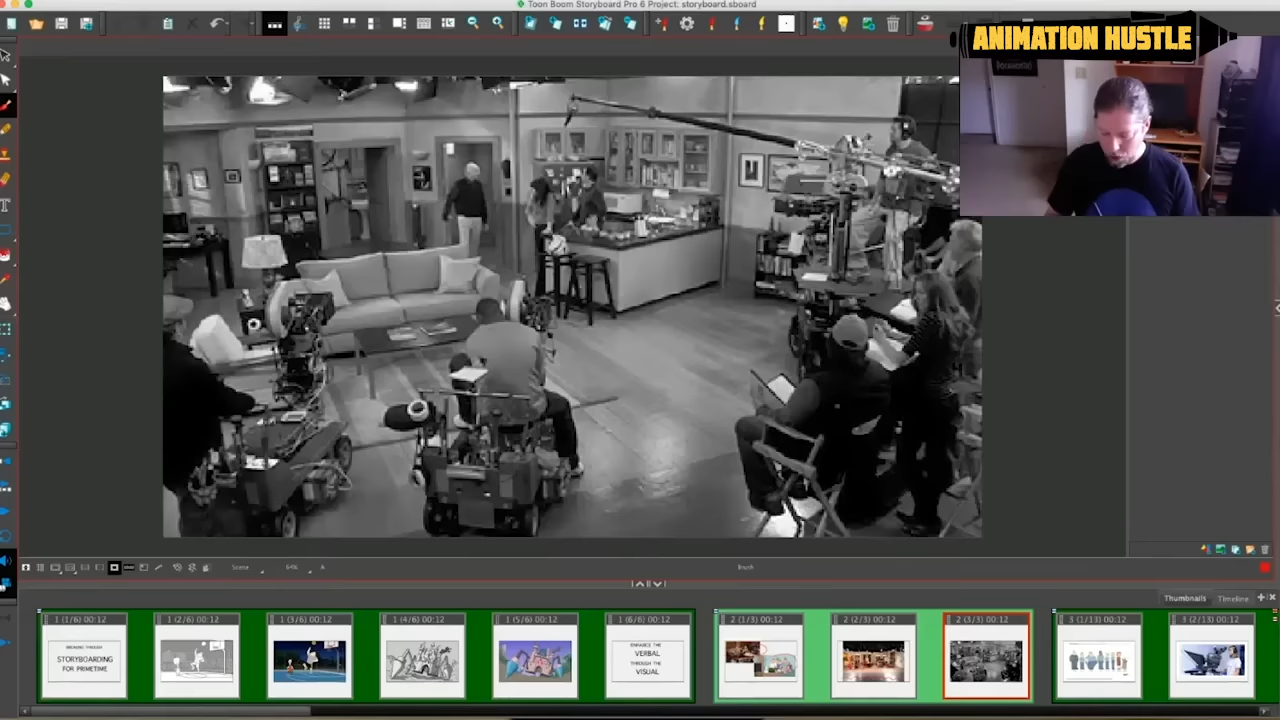 Toon Boom Storyboard Pro 6 Project: storyboard.sboard
ANIMATION HUSTLE
T
Scene
64%
Brush
Thumbnails
Timeline
1 (1/6) 00:12
1 (2/6) 00:12
1 (3/6) 00:12
1 (4/6) 00:12
1 (5/6) 00:12
1 (6/6) 00:12
2 (1/3) 00:12
2 (2/3) 00:12
2 (3/3) 00:12
3 (1/13) 00:12
3 (2/13) 00:12
STORYBOARDING
FOR PRIMETIME
ENHANCE THE
VERBAL
THROUGH THE
VISUAL